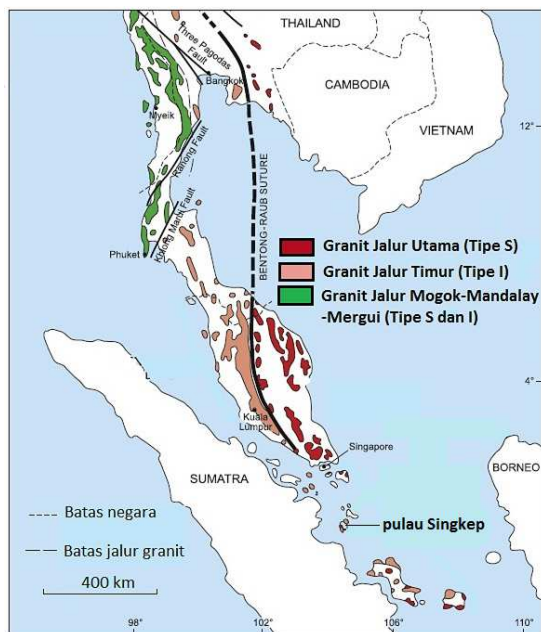 THAILAND
Three Pagodas
Fault
Bangkok
CAMBODIA
VIETNAM
Myeik
12°
Ranong Fault
BENTONG-RAUB SUTURE
Khlong Marui Fault
Phuket
Granit Jalur Utama (Tipe S)
Granit Jalur Timur (Tipe I)
Granit Jalur Mogok-Mandalay
-Mergui (Tipe S dan I)
4°
Kuala
Lumpur
Singapore
SUMATRA
BORNEO
Batas negara
pulau Singkep
Batas jalur granit
400 km
98°
102°
106°
110°